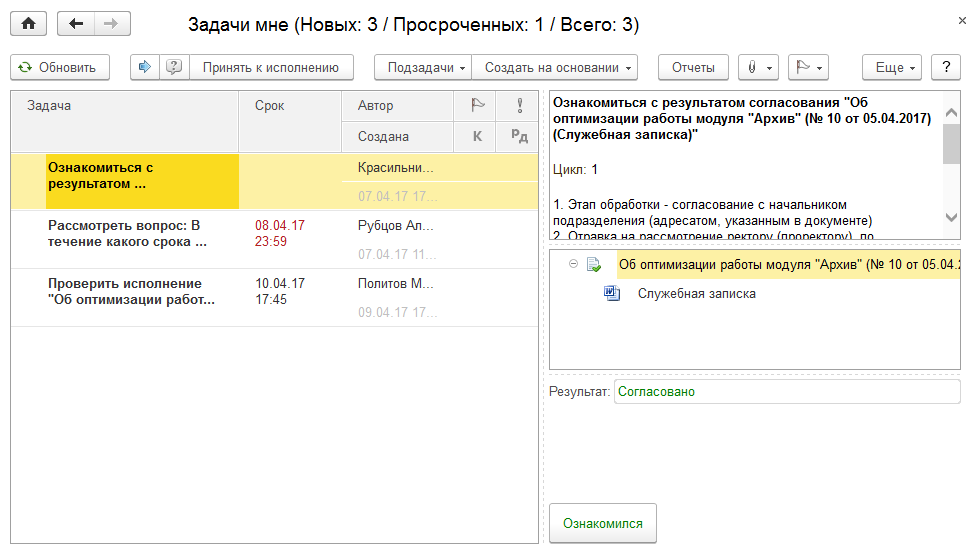 Задачи мне (Новых: 3 / Просроченных: 1 / Всего: 3)
Обновить
Принять к исполнению
Подзадачи
Создать на основании
Отчеты
Еще
?
Задача
Срок
Автор
Создана
К
Рд
Ознакомиться с
результатом ...
Красильни...
07.04.17 17...
Рассмотреть вопрос: В
течение какого срока ...
08.04.17
23:59
Рубцов Ал...
07.04.17 11...
Проверить исполнение
"Об оптимизации работ...
10.04.17
17:45
Политов М...
09.04.17 17...
Ознакомиться с результатом согласования "Об
оптимизации работы модуля "Архив" (№ 10 от 05.04.2017)
(Служебная записка)"
Цикл: 1
1. Этап обработки - согласование с начальником
подразделения (адресатом, указанным в документе)
2. Отравка на рассмотрение ректору (проректору), по
Об оптимизации работы модуля "Архив" (№ 10 от 05.04.2
Служебная записка
Результат: Согласовано
Ознакомился